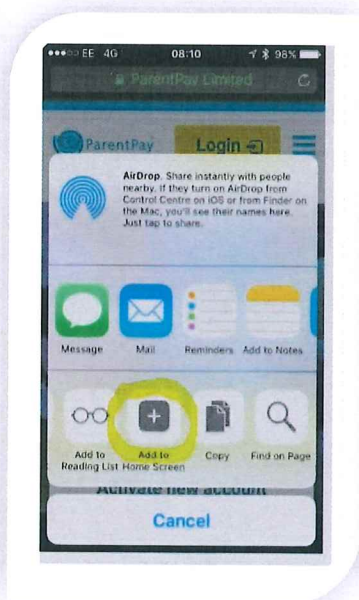 EE 4G 08:10 98%
ParentPay Limited
ParentPay Login
AirDrop. Share instantly with people
nearby. If they turn on AirDrop from
Control Centre on iOS or from Finder on
the Mac, you'll see their names here.
Just tap to share.
Message Mail Reminders Add to Notes
Add to Reading List
Add to Home Screen
Copy
Find on Page
Activate new account
Cancel